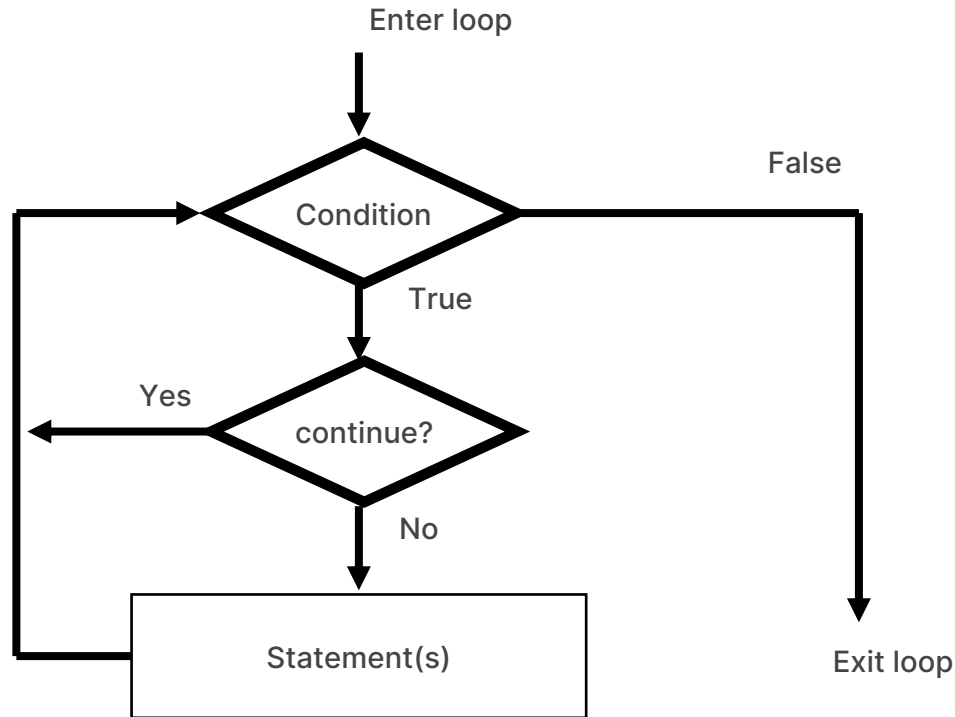 Enter loop
False
Condition
True
Yes
continue?
No
Statement(s)
Exit loop